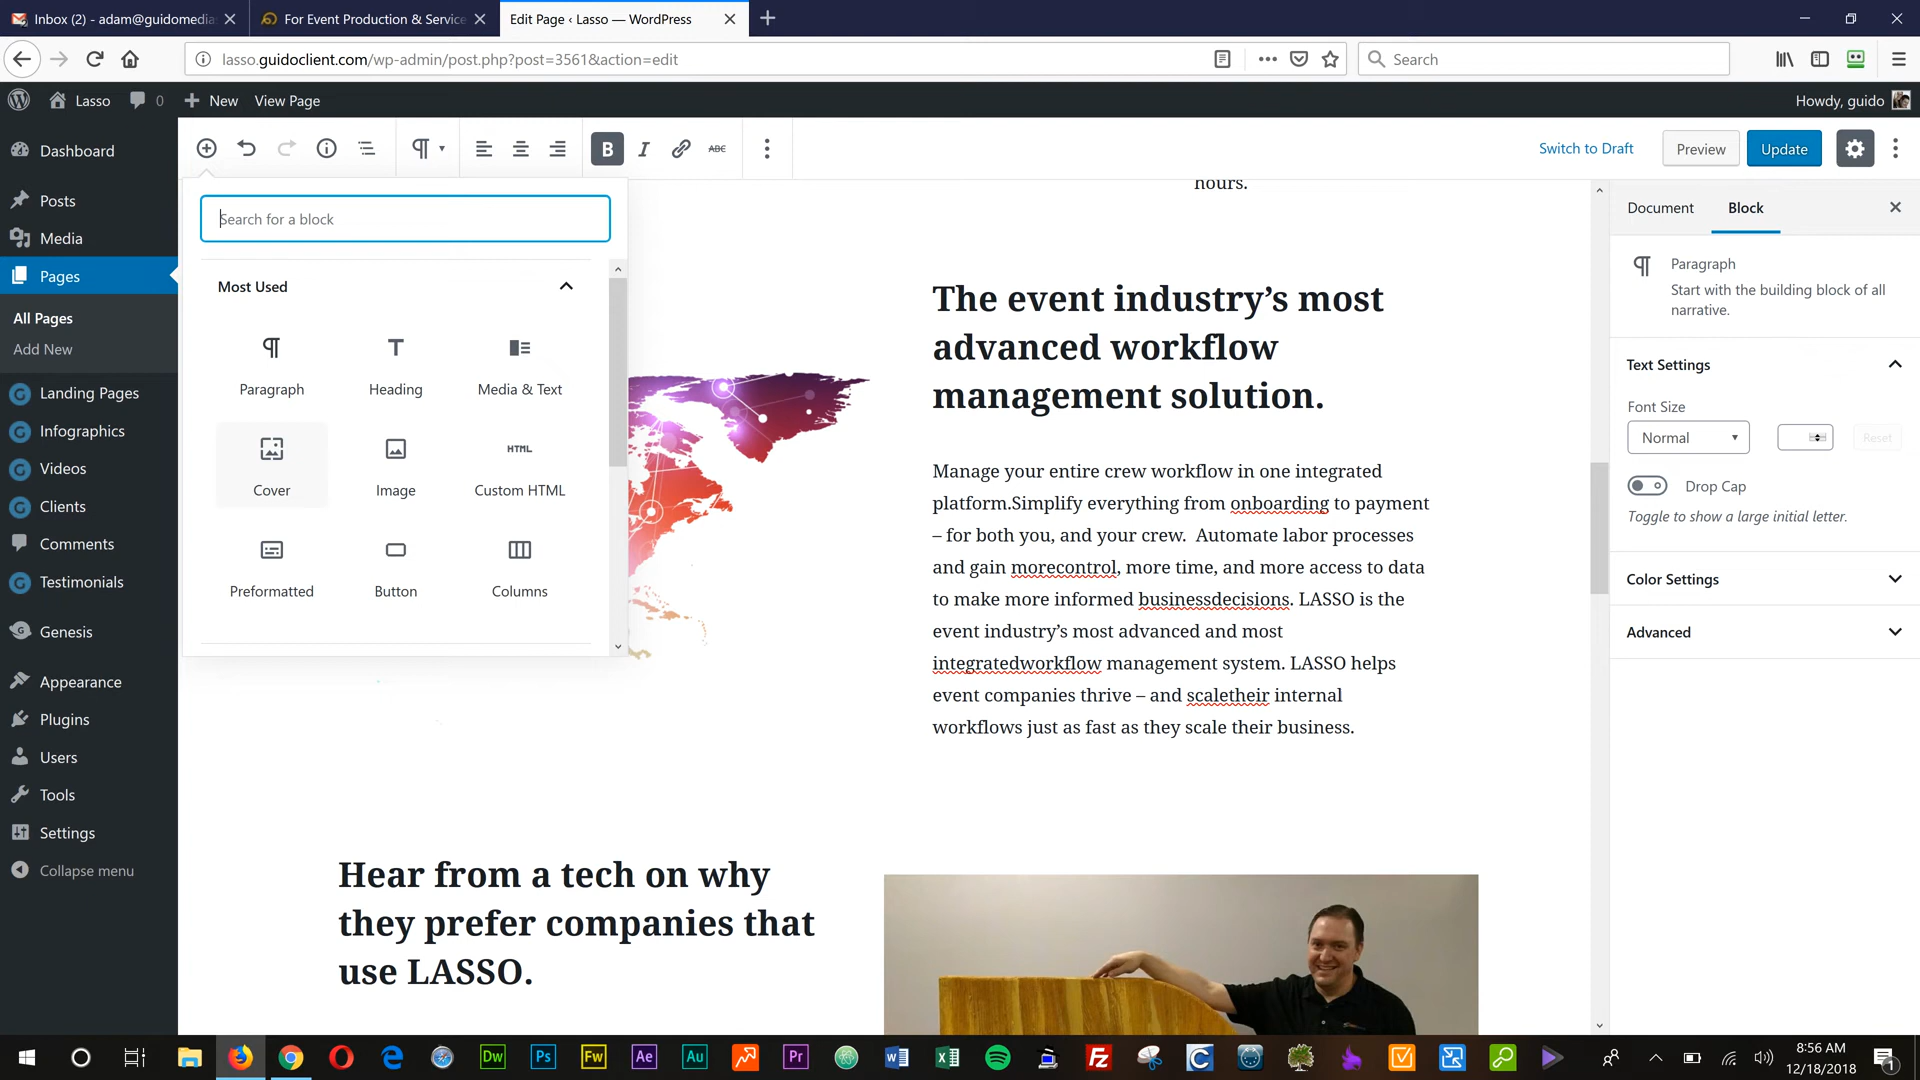 Inbox (2) - adam@guidomedia
For Event Production & Service
Edit Page ‹ Lasso — WordPress
lasso.guidoclient.com/wp-admin/post.php?post=3561&action=edit
Search
Lasso
0
New
View Page
Howdy, guido
Dashboard
Posts
Media
Pages
All Pages
Add New
Landing Pages
Infographics
Videos
Clients
Comments
Testimonials
Genesis
Appearance
Plugins
Users
Tools
Settings
Collapse menu
B
I
ABC
Switch to Draft
Preview
Update
Search for a block
Most Used
Paragraph
Heading
Media & Text
Cover
Image
HTML
Custom HTML
Preformatted
Button
Columns
hours.
The event industry’s most
advanced workflow
management solution.
Manage your entire crew workflow in one integrated
platform.Simplify everything from onboarding to payment
– for both you, and your crew.  Automate labor processes
and gain morecontrol, more time, and more access to data
to make more informed businessdecisions. LASSO is the
event industry’s most advanced and most
integratedworkflow management system. LASSO helps
event companies thrive – and scaletheir internal
workflows just as fast as they scale their business.
Hear from a tech on why
they prefer companies that
use LASSO.
Document
Block
Paragraph
Start with the building block of all
narrative.
Text Settings
Font Size
Normal
Reset
Drop Cap
Toggle to show a large initial letter.
Color Settings
Advanced
Dw
Ps
Fw
Ae
Au
Pr
8:56 AM
12/18/2018
1